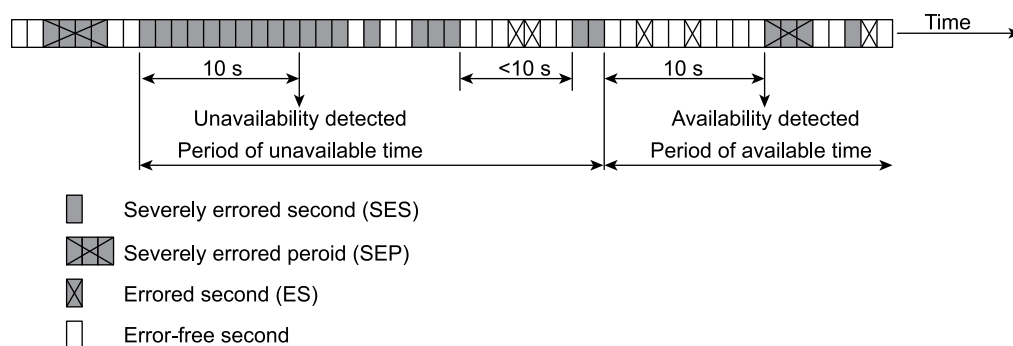 Time
10 s
<10 s
10 s
Unavailability detected
Availability detected
Period of unavailable time
Period of available time
Severely errored second (SES)
Severely errored peroid (SEP)
Errored second (ES)
Error-free second